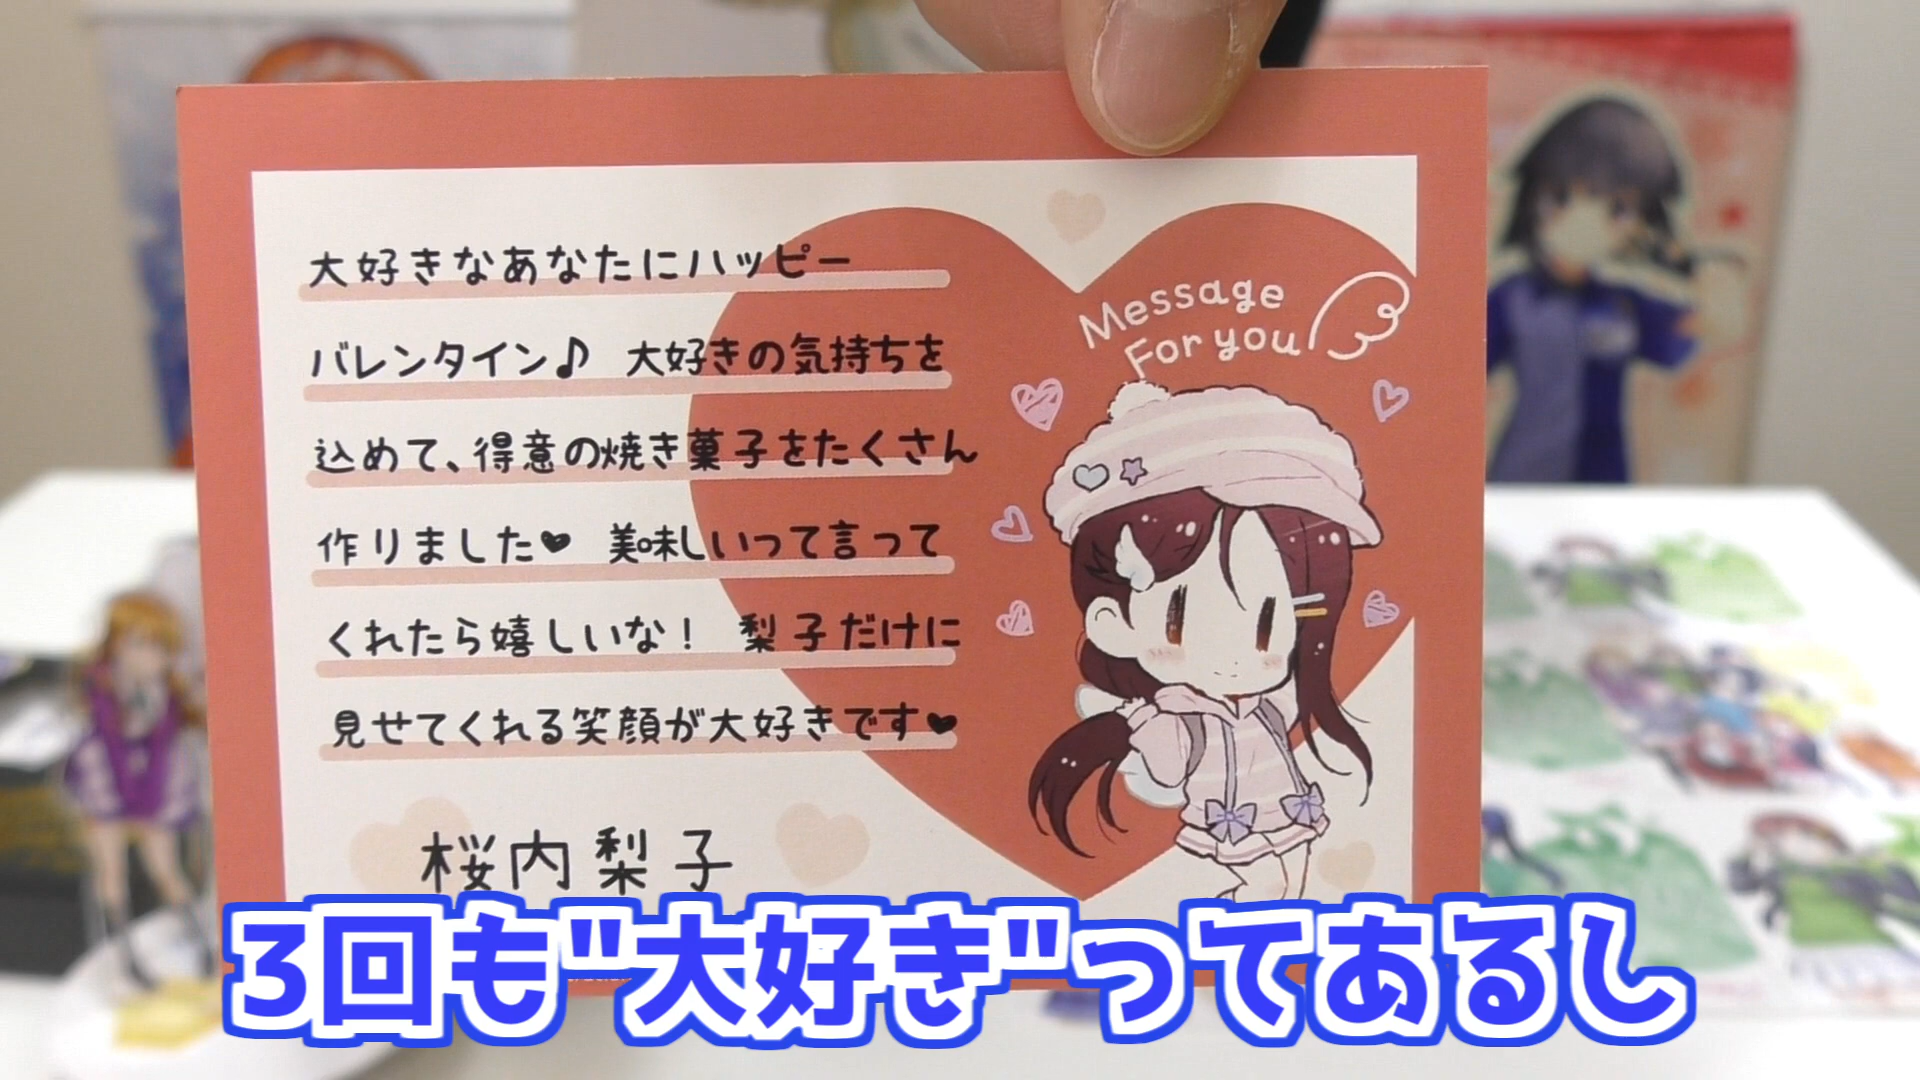 大好きなあなたにハッピー
バレンタイン♪ 大好きの気持ちを
込めて、得意の焼き菓子をたくさん
作りました♥ 美味しいって言って
くれたら嬉しいな! 梨子だけに
見せてくれる笑顔が大好きです♥
桜内梨子
Message
For you
3回も"大好き"ってあるし